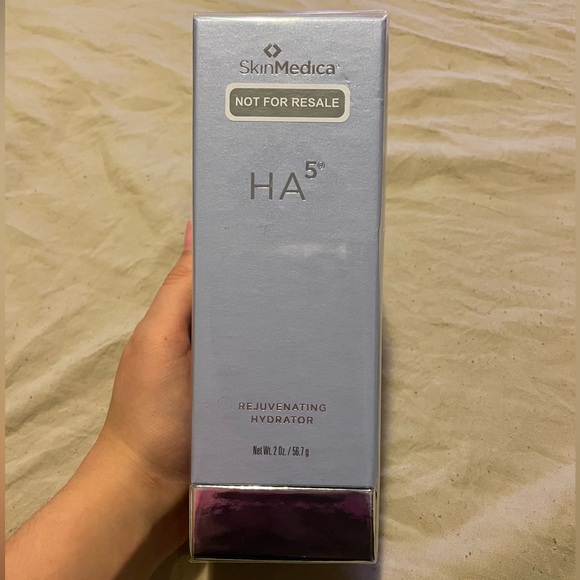 SkinMedica®
NOT FOR RESALE
HA5®
REJUVENATING
HYDRATOR
Net Wt. 2 Oz. / 56.7 g